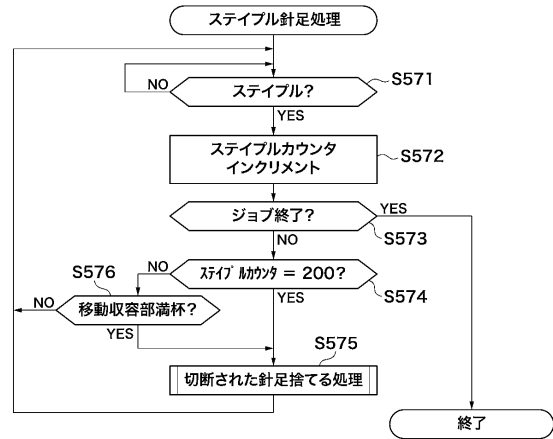 ステイプル針足処理
ステイプル?
S571
NO
YES
ステイプルカウンタ
インクリメント
S572
ジョブ終了?
YES
S573
NO
ｽﾃｲﾌﾟﾙカウンタ = 200?
NO
S574
YES
S576
移動収容部満杯?
NO
YES
S575
切断された針足捨てる処理
終了